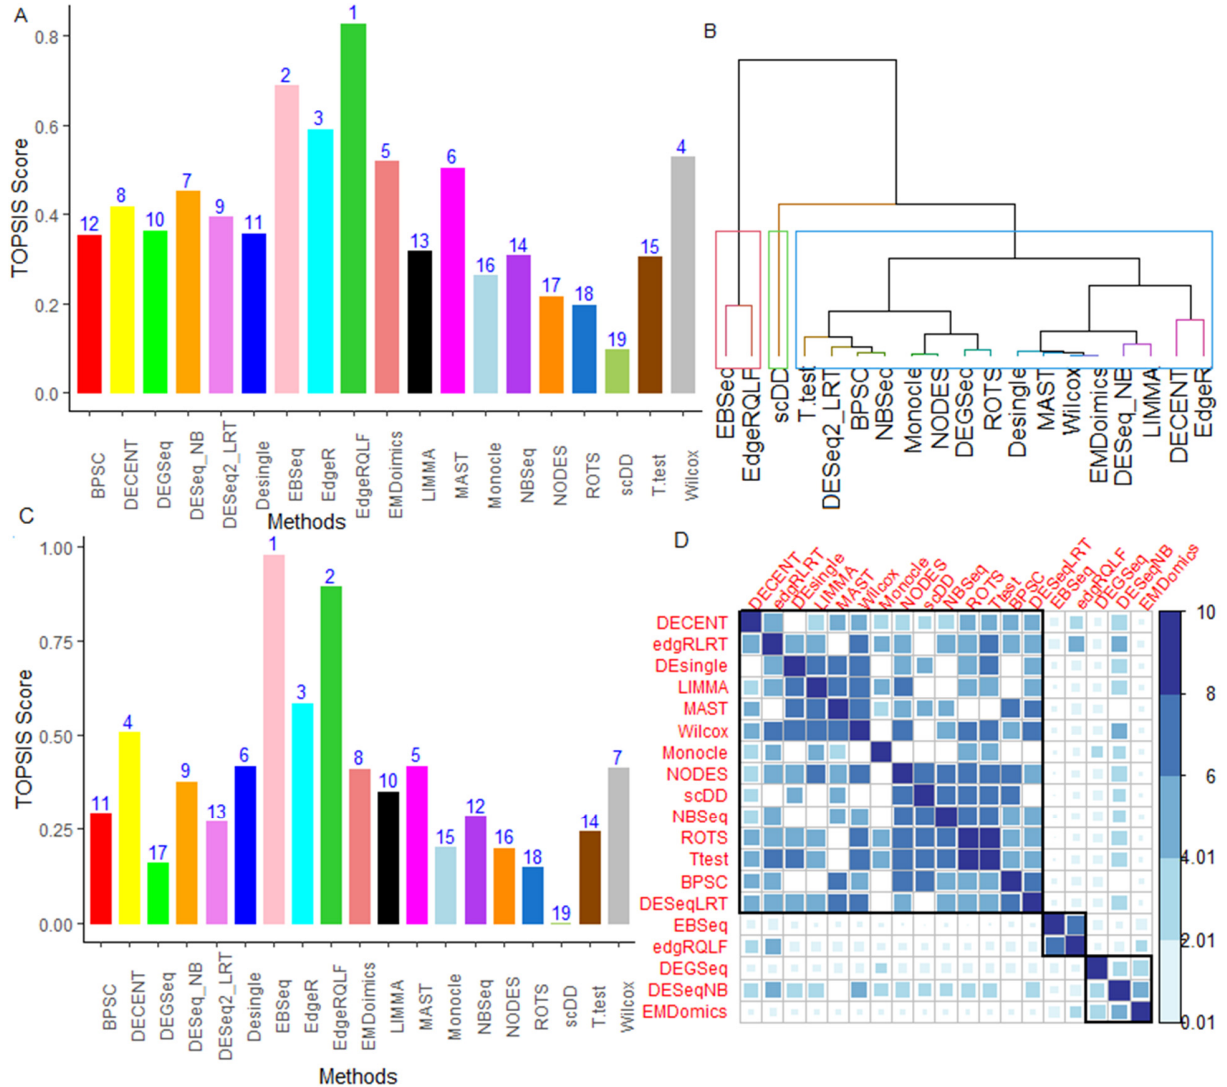 A
TOPSIS Score
0.8
0.6
0.4
0.2
0.0
12
8
10
7
9
11
2
3
1
5
13
6
16
14
17
18
19
15
4
BPSC
DECENT
DEGSeq
DESeq_NB
DESeq2_LRT
Desingle
EBSeq
EdgeR
EdgeRQLF
EMDoimics
LIMMA
MAST
Monocle
NBSeq
NODES
ROTS
scDD
T.test
Wilcox
Methods
B
EBSec
EdgeRQLF
scDD
T.test
DESeq2_LRT
BPSC
NBSec
Monocle
NODES
DEGSec
ROTS
Desingle
MAST
Wilcox
EMDoimics
DESeq_NB
LIMMA
DECENT
EdgeR
C
TOPSIS Score
1.00
0.75
0.50
0.25
0.00
11
4
17
9
13
6
1
3
2
8
10
5
15
12
16
18
19
14
7
BPSC
DECENT
DEGSeq
DESeq_NB
DESeq2_LRT
Desingle
EBSeq
EdgeR
EdgeRQLF
EMDoimics
LIMMA
MAST
Monocle
NBSeq
NODES
ROTS
scDD
T.test
Wilcox
Methods
D
DECENT
edgRLRT
DEsingle
LIMMA
MAST
Wilcox
Monocle
NODES
scDD
NBSeq
ROTS
Ttest
BPSC
DESeqLRT
EBSeq
edgRQLF
DEGSeq
DESeqNB
EMDomics
DECENT
edgRLRT
DEsingle
LIMMA
MAST
Wilcox
Monocle
NODES
scDD
NBSeq
ROTS
Ttest
BPSC
DESeqLRT
EBSeq
edgRQLF
DEGSeq
DESeqNB
EMDomics
10
8
6
4.01
2.01
0.01